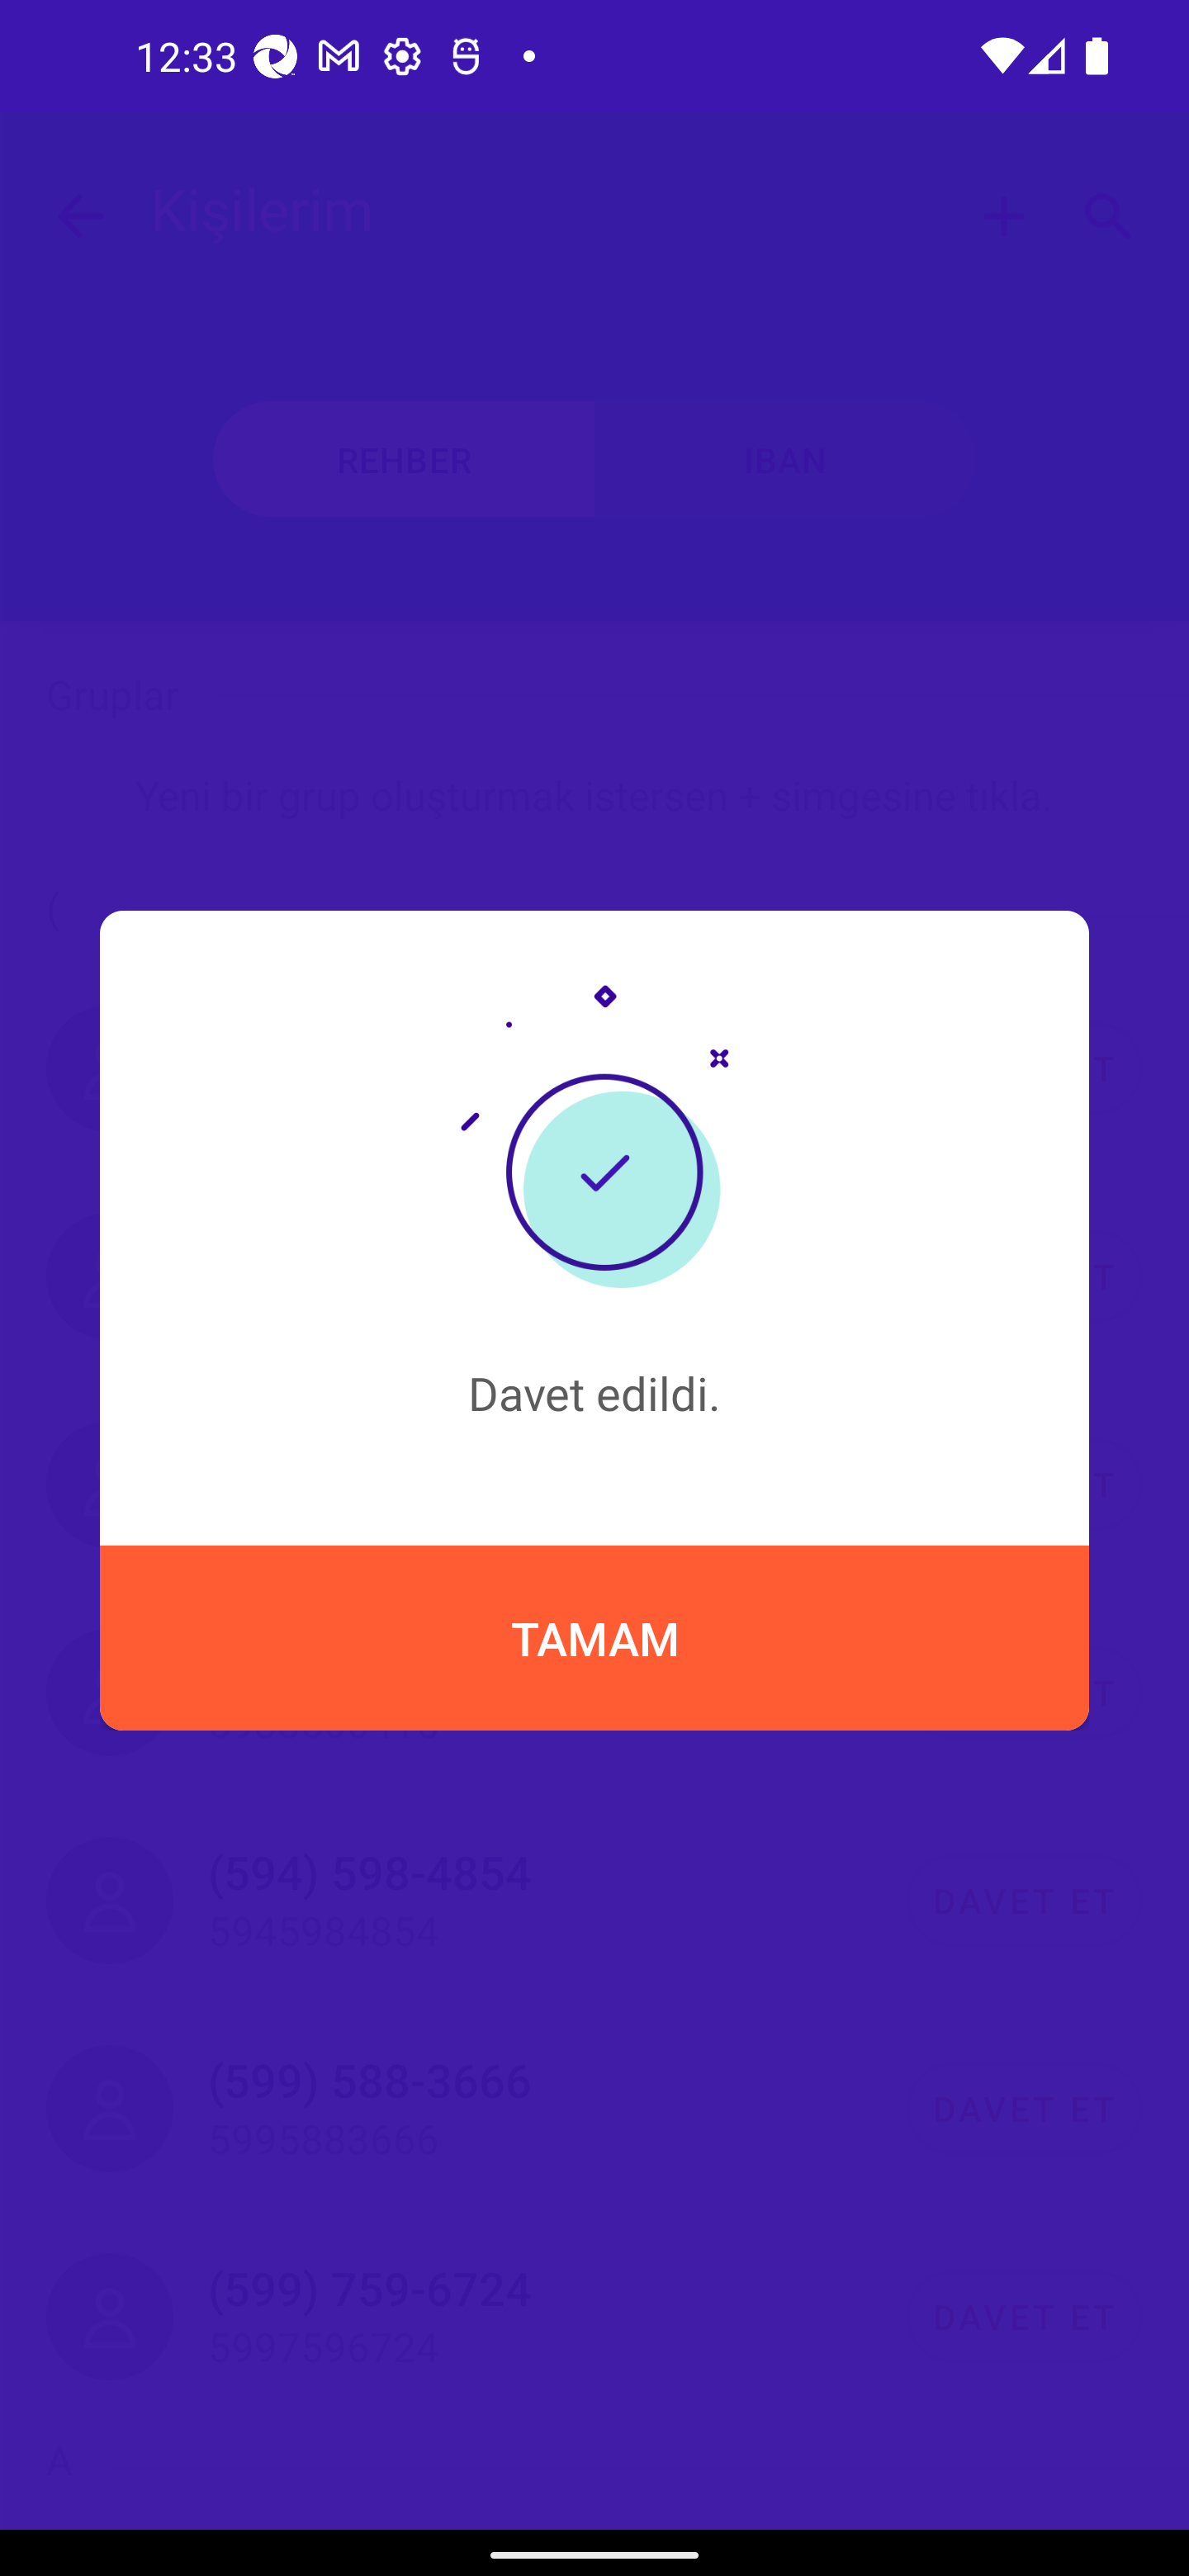 12:33
Kişilerim
REHBER
IBAN
Gruplar
Yeni bir grup oluşturmak istersen + simgesine tıkla.
(
T
T
T
Davet edildi.
TAMAM
T
(594) 598-4854
5945984854
DAVET ET
(599) 588-3666
5995883666
DAVET ET
(599) 759-6724
5997596724
DAVET ET
A